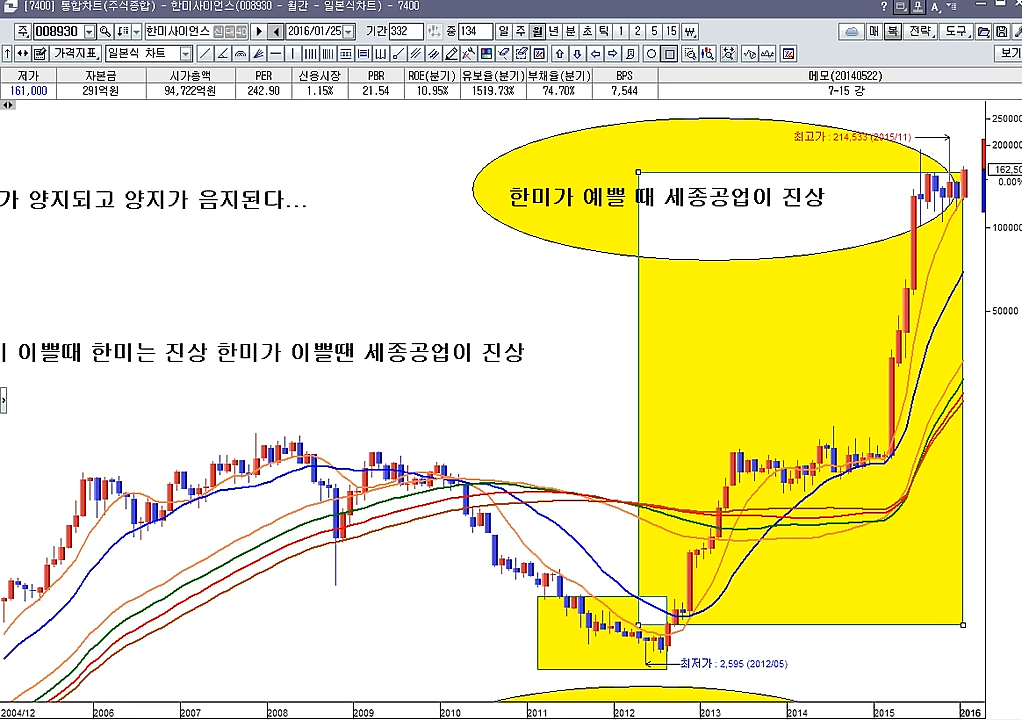 [7400] 통합차트(주식종합) - 한미사이언스(008930 - 월간 - 일본식차트) - 7400
주, 008930 한미사이언스 신 대 40 2016/01/25 기간 332 중 134 일 주 월 년 분 초 틱 1 2 5 15 매 복 전략, 도구,
가격지표, 일본식 차트 보기
저가 자본금 시가총액 PER 신용시장 PBR ROE(분기) 유보율(분기) 부채율(분기) BPS 메모(20140522)
161,000 291억원 94,722억원 242.90 1.15% 21.54 10.95% 1519.73% 74.70% 7,544 7-15 강
250000
최고가 : 214,533 (2015/11)
200000
162,50
0.00%
가 양지되고 양지가 음지된다...
한미가 예쁠 때 세종공업이 진상
100000
50000
이쁠때 한미는 진상 한미가 이쁠땐 세종공업이 진상
최저가 : 2,595 (2012/05)
2004/12 2006 2007 2008 2009 2010 2011 2012 2013 2014 2015 2016